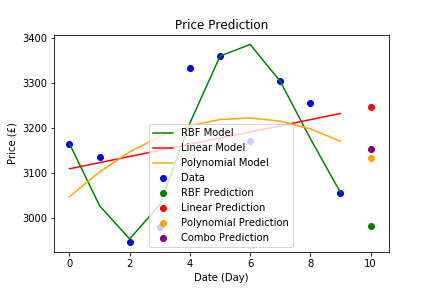 Price Prediction
3400
3300
3200
3100
3000
Price (£)
RBF Model
Linear Model
Polynomial Model
Data
RBF Prediction
Linear Prediction
Polynomial Prediction
Combo Prediction
0 2 4 6 8 10
Date (Day)